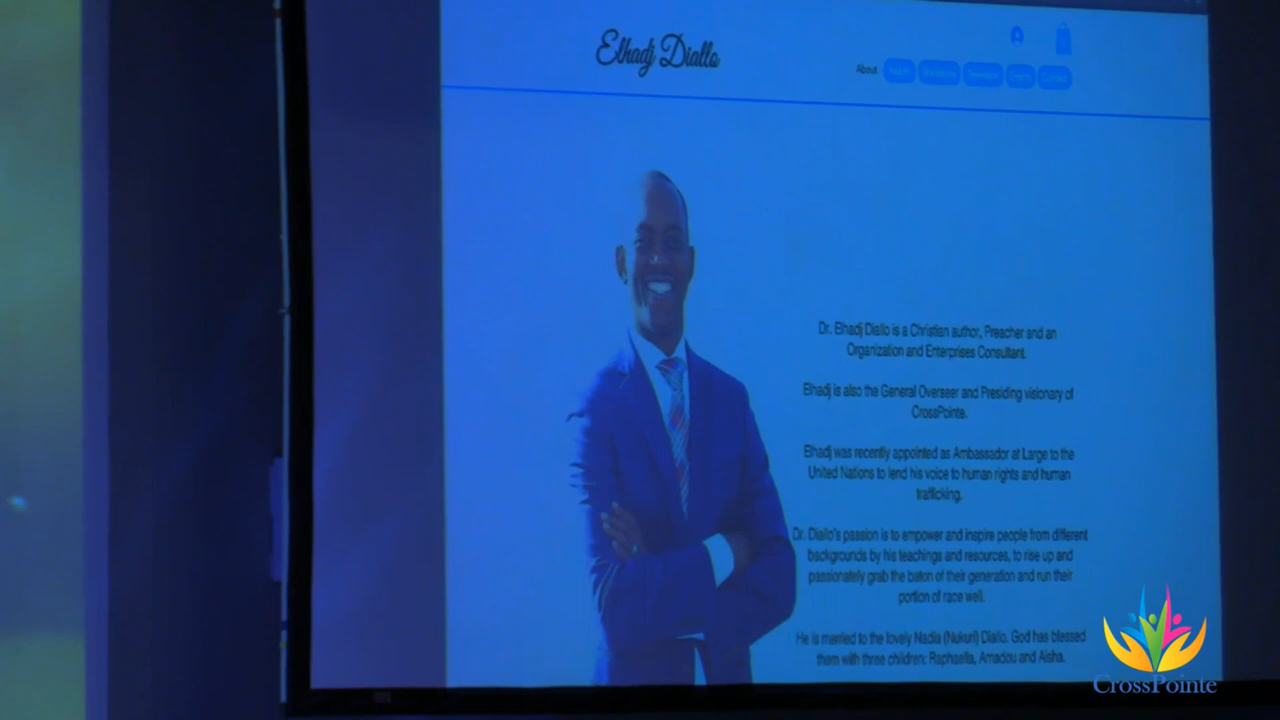 Elhadj Diallo
About
Events
Contact
Dr. Elhadj Diallo is a Christian author, Preacher and an
Organization and Enterprises Consultant.
Elhadj is also the General Overseer and Presiding visionary of
CrossPointe.
Elhadj was recently appointed as Ambassador at Large to the
United Nations to lend his voice to human rights and human
trafficking.
Dr. Diallo's passion is to empower and inspire people from different
backgrounds by his teachings and resources, to rise up and
passionately grab the baton of their generation and run their
portion of race well.
He is married to the lovely Nadia (Nukuri) Diallo. God has blessed
them with three children: Raphaella, Amadou and Aisha.
CrossPointe